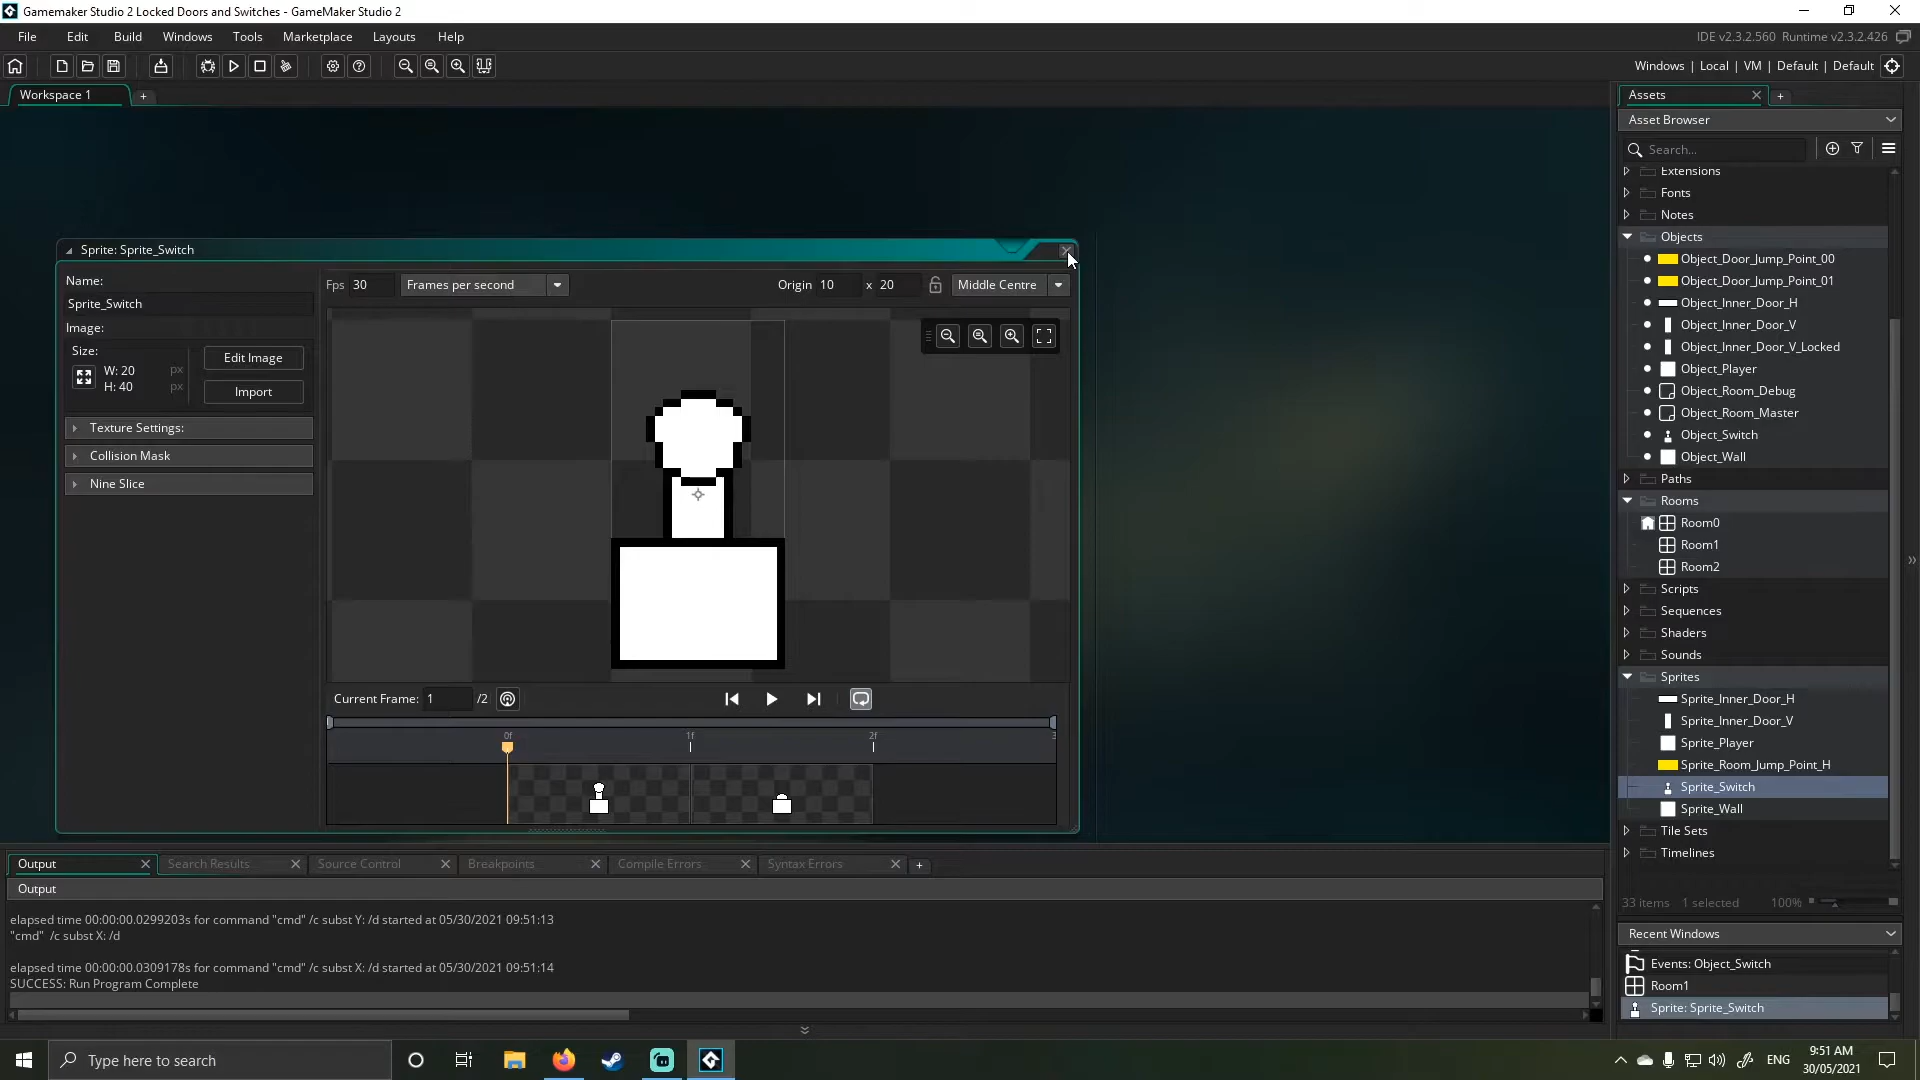 Gamemaker Studio 2 Locked Doors and Switches - GameMaker Studio 2
File Edit Build Windows Tools Marketplace Layouts Help
IDE v2.3.2.560 Runtime v2.3.2.426
Windows | Local | VM | Default | Default
Workspace 1
Assets
Asset Browser
Search...
Extensions
Fonts
Notes
Objects
Object_Door_Jump_Point_00
Object_Door_Jump_Point_01
Object_Inner_Door_H
Object_Inner_Door_V
Object_Inner_Door_V_Locked
Object_Player
Object_Room_Debug
Object_Room_Master
Object_Switch
Object_Wall
Paths
Rooms
Room0
Room1
Room2
Scripts
Sequences
Shaders
Sounds
Sprites
Sprite_Inner_Door_H
Sprite_Inner_Door_V
Sprite_Player
Sprite_Room_Jump_Point_H
Sprite_Switch
Sprite_Wall
Tile Sets
Timelines
33 items 1 selected 100%
Recent Windows
Events: Object_Switch
Room1
Sprite: Sprite_Switch
Sprite: Sprite_Switch
Name:
Sprite_Switch
Image:
Size:
W: 20 px
H: 40 px
Edit Image
Import
Texture Settings:
Collision Mask
Nine Slice
Fps 30 Frames per second Origin 10 x 20 Middle Centre
Current Frame: 1 /2
0f 1f 2f 3
Output Search Results Source Control Breakpoints Compile Errors Syntax Errors
Output
elapsed time 00:00:00.0299203s for command "cmd" /c subst Y: /d started at 05/30/2021 09:51:13
"cmd" /c subst X: /d
elapsed time 00:00:00.0309178s for command "cmd" /c subst X: /d started at 05/30/2021 09:51:14
SUCCESS: Run Program Complete
Type here to search
ENG
9:51 AM
30/05/2021